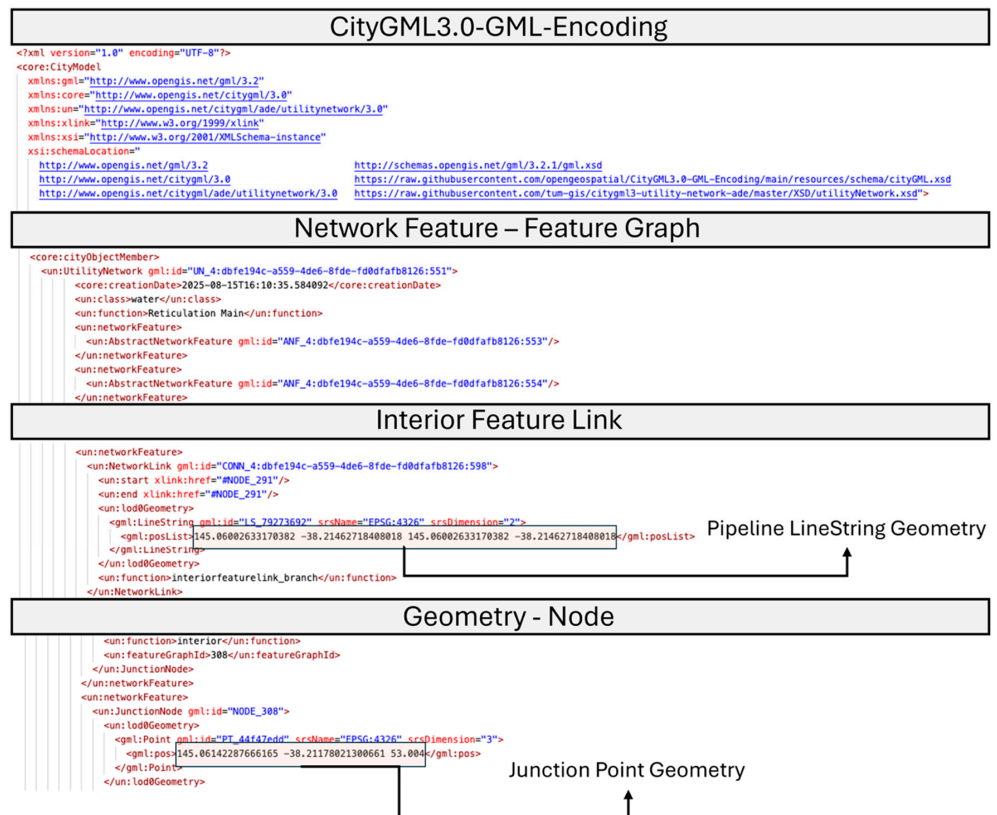 CityGML3.0-GML-Encoding
<?xml version="1.0" encoding="UTF-8"?>
<core:CityModel
xmlns:gml="http://www.opengis.net/gml/3.2"
xmlns:core="http://www.opengis.net/citygml/3.0"
xmlns:un="http://www.opengis.net/citygml/ade/utilitynetwork/3.0"
xmlns:xlink="http://www.w3.org/1999/xlink"
xmlns:xsi="http://www.w3.org/2001/XMLSchema-instance"
xsi:schemaLocation="
http://www.opengis.net/gml/3.2 http://schemas.opengis.net/gml/3.2.1/gml.xsd
http://www.opengis.net/citygml/3.0 https://raw.githubusercontent.com/opengeospatial/CityGML3.0-GML-Encoding/main/resources/schema/cityGML.xsd
http://www.opengis.net/citygml/ade/utilitynetwork/3.0 https://raw.githubusercontent.com/tum-gis/citygml3-utility-network-ade/master/XSD/utilityNetwork.xsd">
Network Feature – Feature Graph
<core:cityObjectMember>
<un:UtilityNetwork gml:id="UN_4:dbfe194c-a559-4de6-8fde-fd0dfafb8126:551">
<core:creationDate>2025-08-15T16:10:35.584092</core:creationDate>
<un:class>water</un:class>
<un:function>Reticulation Main</un:function>
<un:networkFeature>
<un:AbstractNetworkFeature gml:id="ANF_4:dbfe194c-a559-4de6-8fde-fd0dfafb8126:553"/>
</un:networkFeature>
<un:networkFeature>
<un:AbstractNetworkFeature gml:id="ANF_4:dbfe194c-a559-4de6-8fde-fd0dfafb8126:554"/>
</un:networkFeature>
Interior Feature Link
<un:networkFeature>
<un:NetworkLink gml:id="CONN_4:dbfe194c-a559-4de6-8fde-fd0dfafb8126:598">
<un:start xlink:href="#NODE_291"/>
<un:end xlink:href="#NODE_291"/>
<un:lod0Geometry>
<gml:LineString gml:id="LS_79273692" srsName="EPSG:4326" srsDimension="2">
<gml:posList>145.06002633170382 -38.21462718408018 145.06002633170382 -38.21462718408018</gml:posList>
Pipeline LineString Geometry
</gml:LineString>
</un:lod0Geometry>
<un:function>interiorfeaturelink_branch</un:function>
</un:NetworkLink>
Geometry - Node
<un:function>interior</un:function>
<un:featureGraphId>308</un:featureGraphId>
</un:JunctionNode>
</un:networkFeature>
<un:networkFeature>
<un:JunctionNode gml:id="NODE_308">
<un:lod0Geometry>
<gml:Point gml:id="PT_44f47edd" srsName="EPSG:4326" srsDimension="3">
<gml:pos>145.06142287666165 -38.21178021300661 53.004</gml:pos>
</gml:Point>
Junction Point Geometry
</un:lod0Geometry>